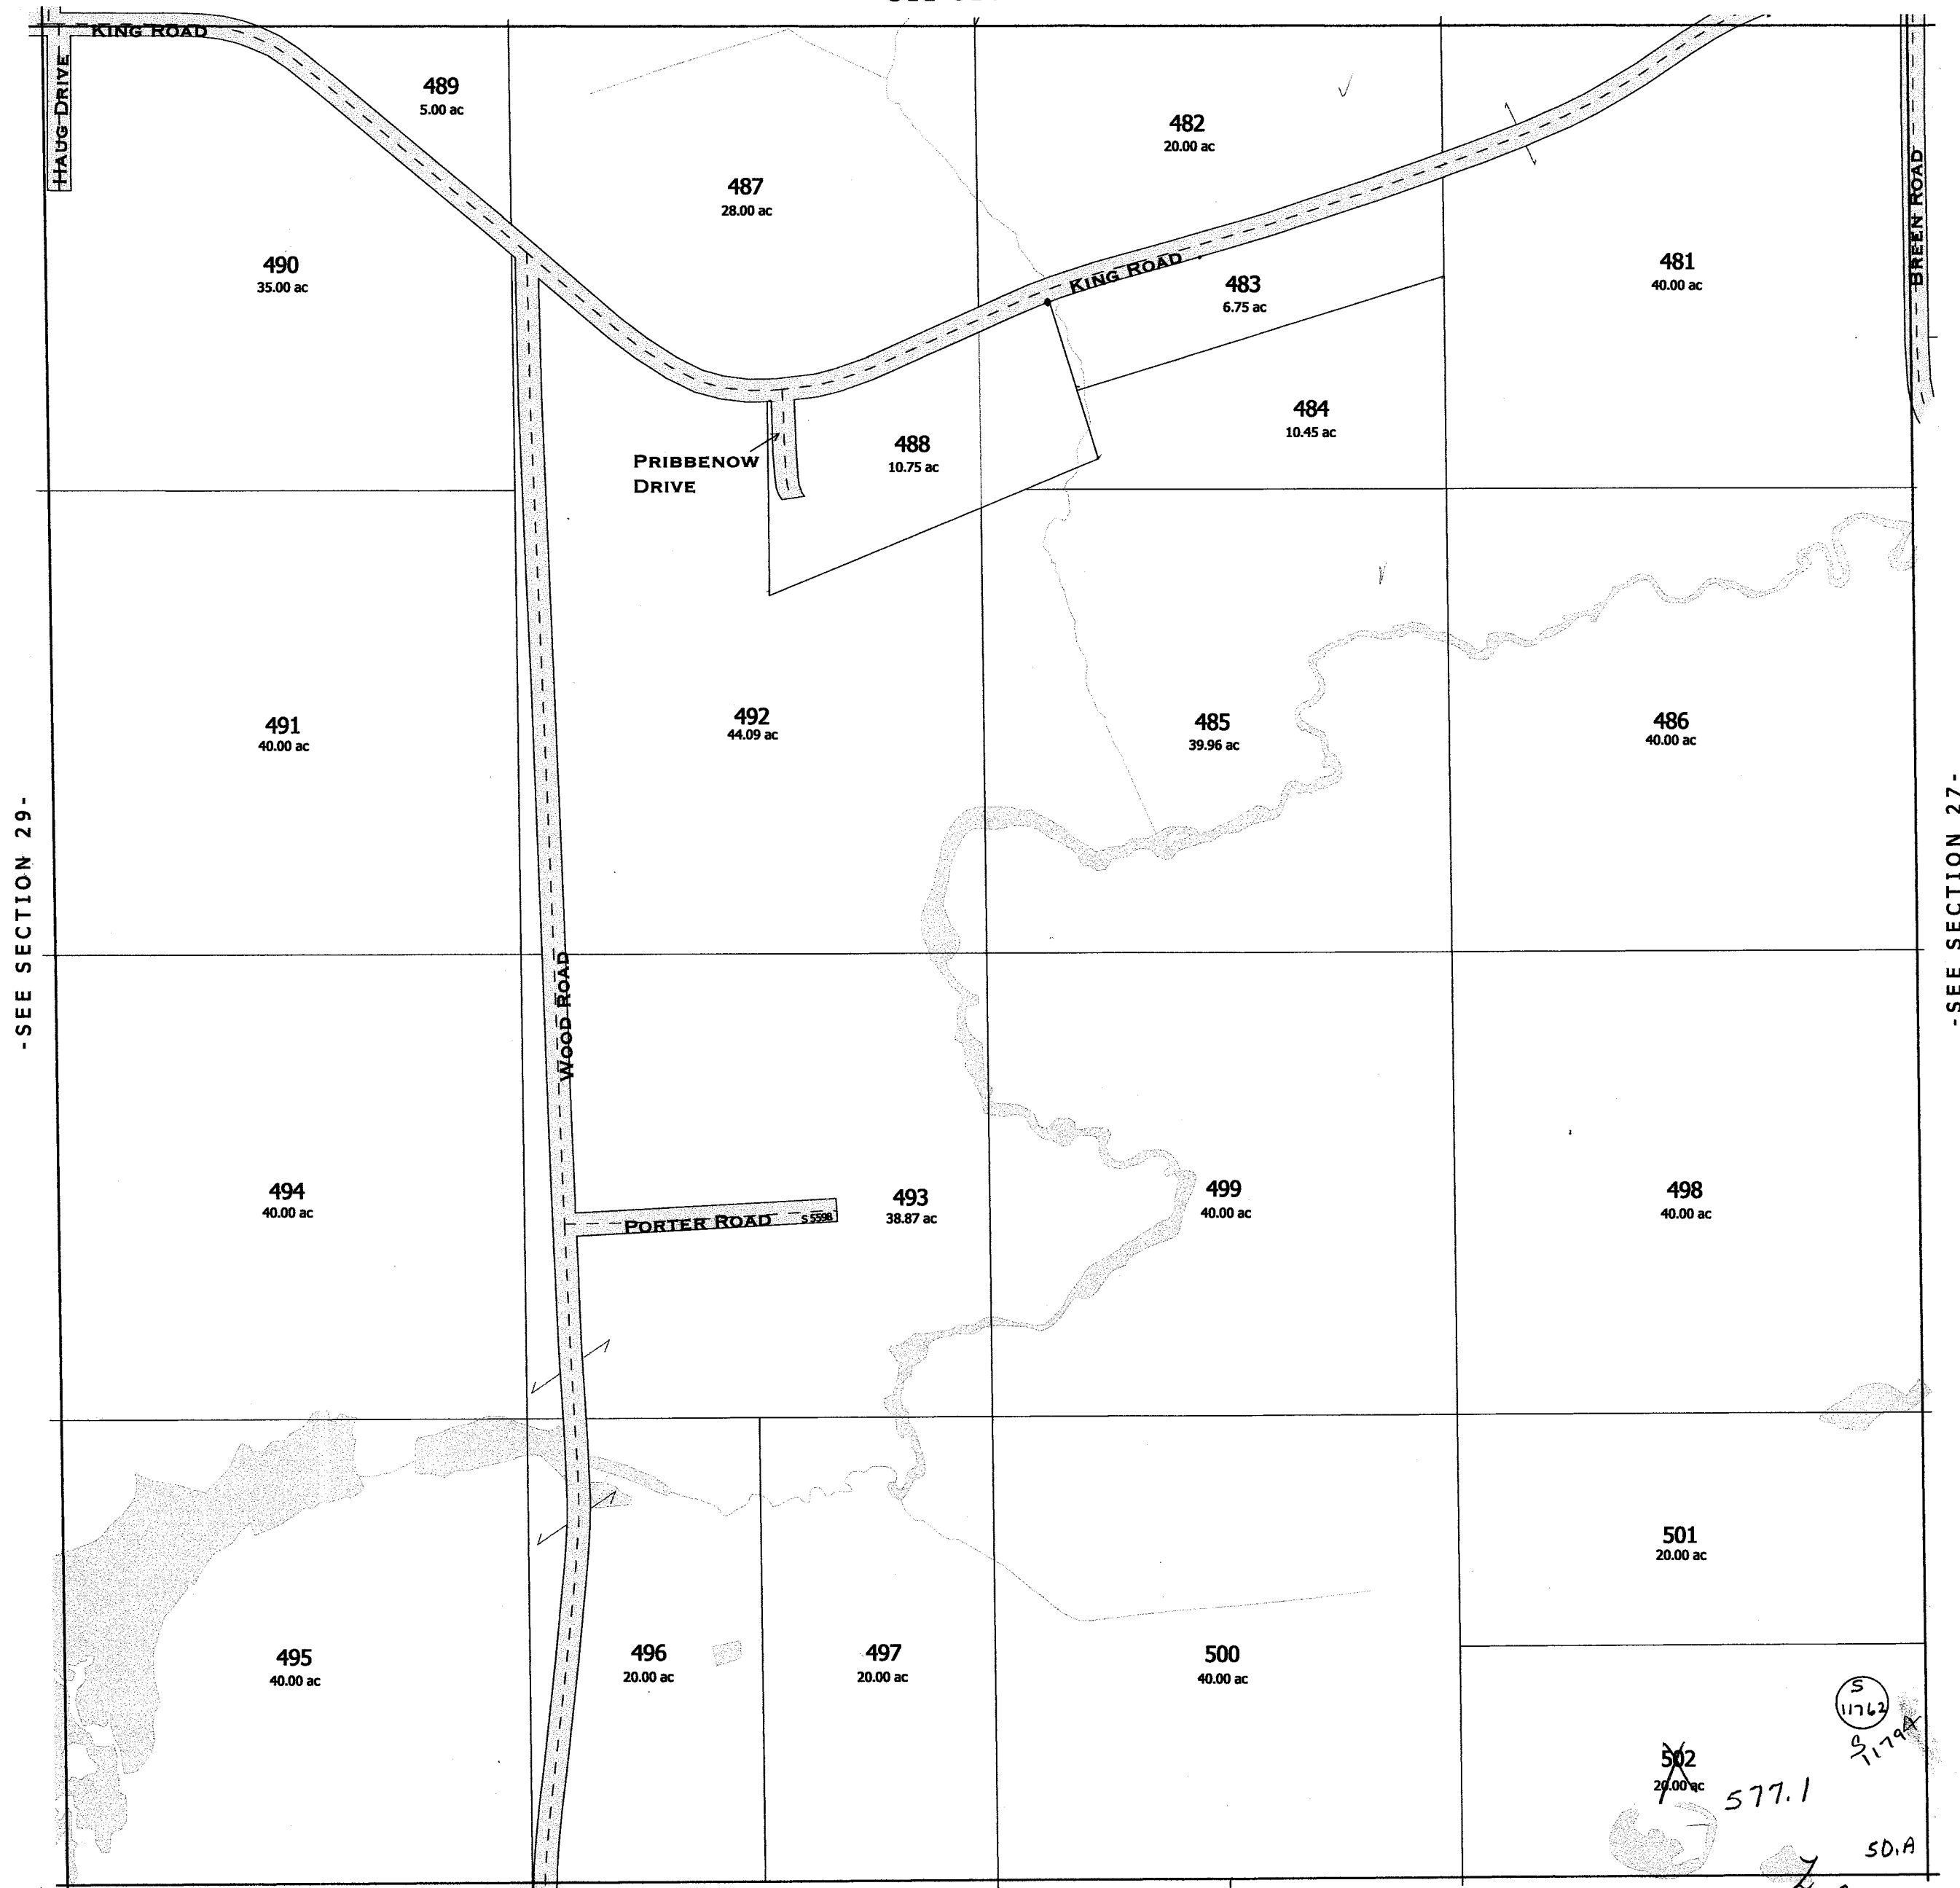 KING ROAD
HAUG DRIVE
489
5.00 ac
482
20.00 ac
487
28.00 ac
BREEN ROAD
490
35.00 ac
KING ROAD
483
6.75 ac
481
40.00 ac
484
10.45 ac
488
10.75 ac
PRIBBENOW
DRIVE
491
40.00 ac
492
44.09 ac
485
39.96 ac
486
40.00 ac
-SEE SECTION 29-
-SEE SECTION 27-
WOOD ROAD
494
40.00 ac
PORTER ROAD
S 5598
493
38.87 ac
499
40.00 ac
498
40.00 ac
501
20.00 ac
495
40.00 ac
496
20.00 ac
497
20.00 ac
500
40.00 ac
S
11762
S
502
20.00 ac
577.1
50.A